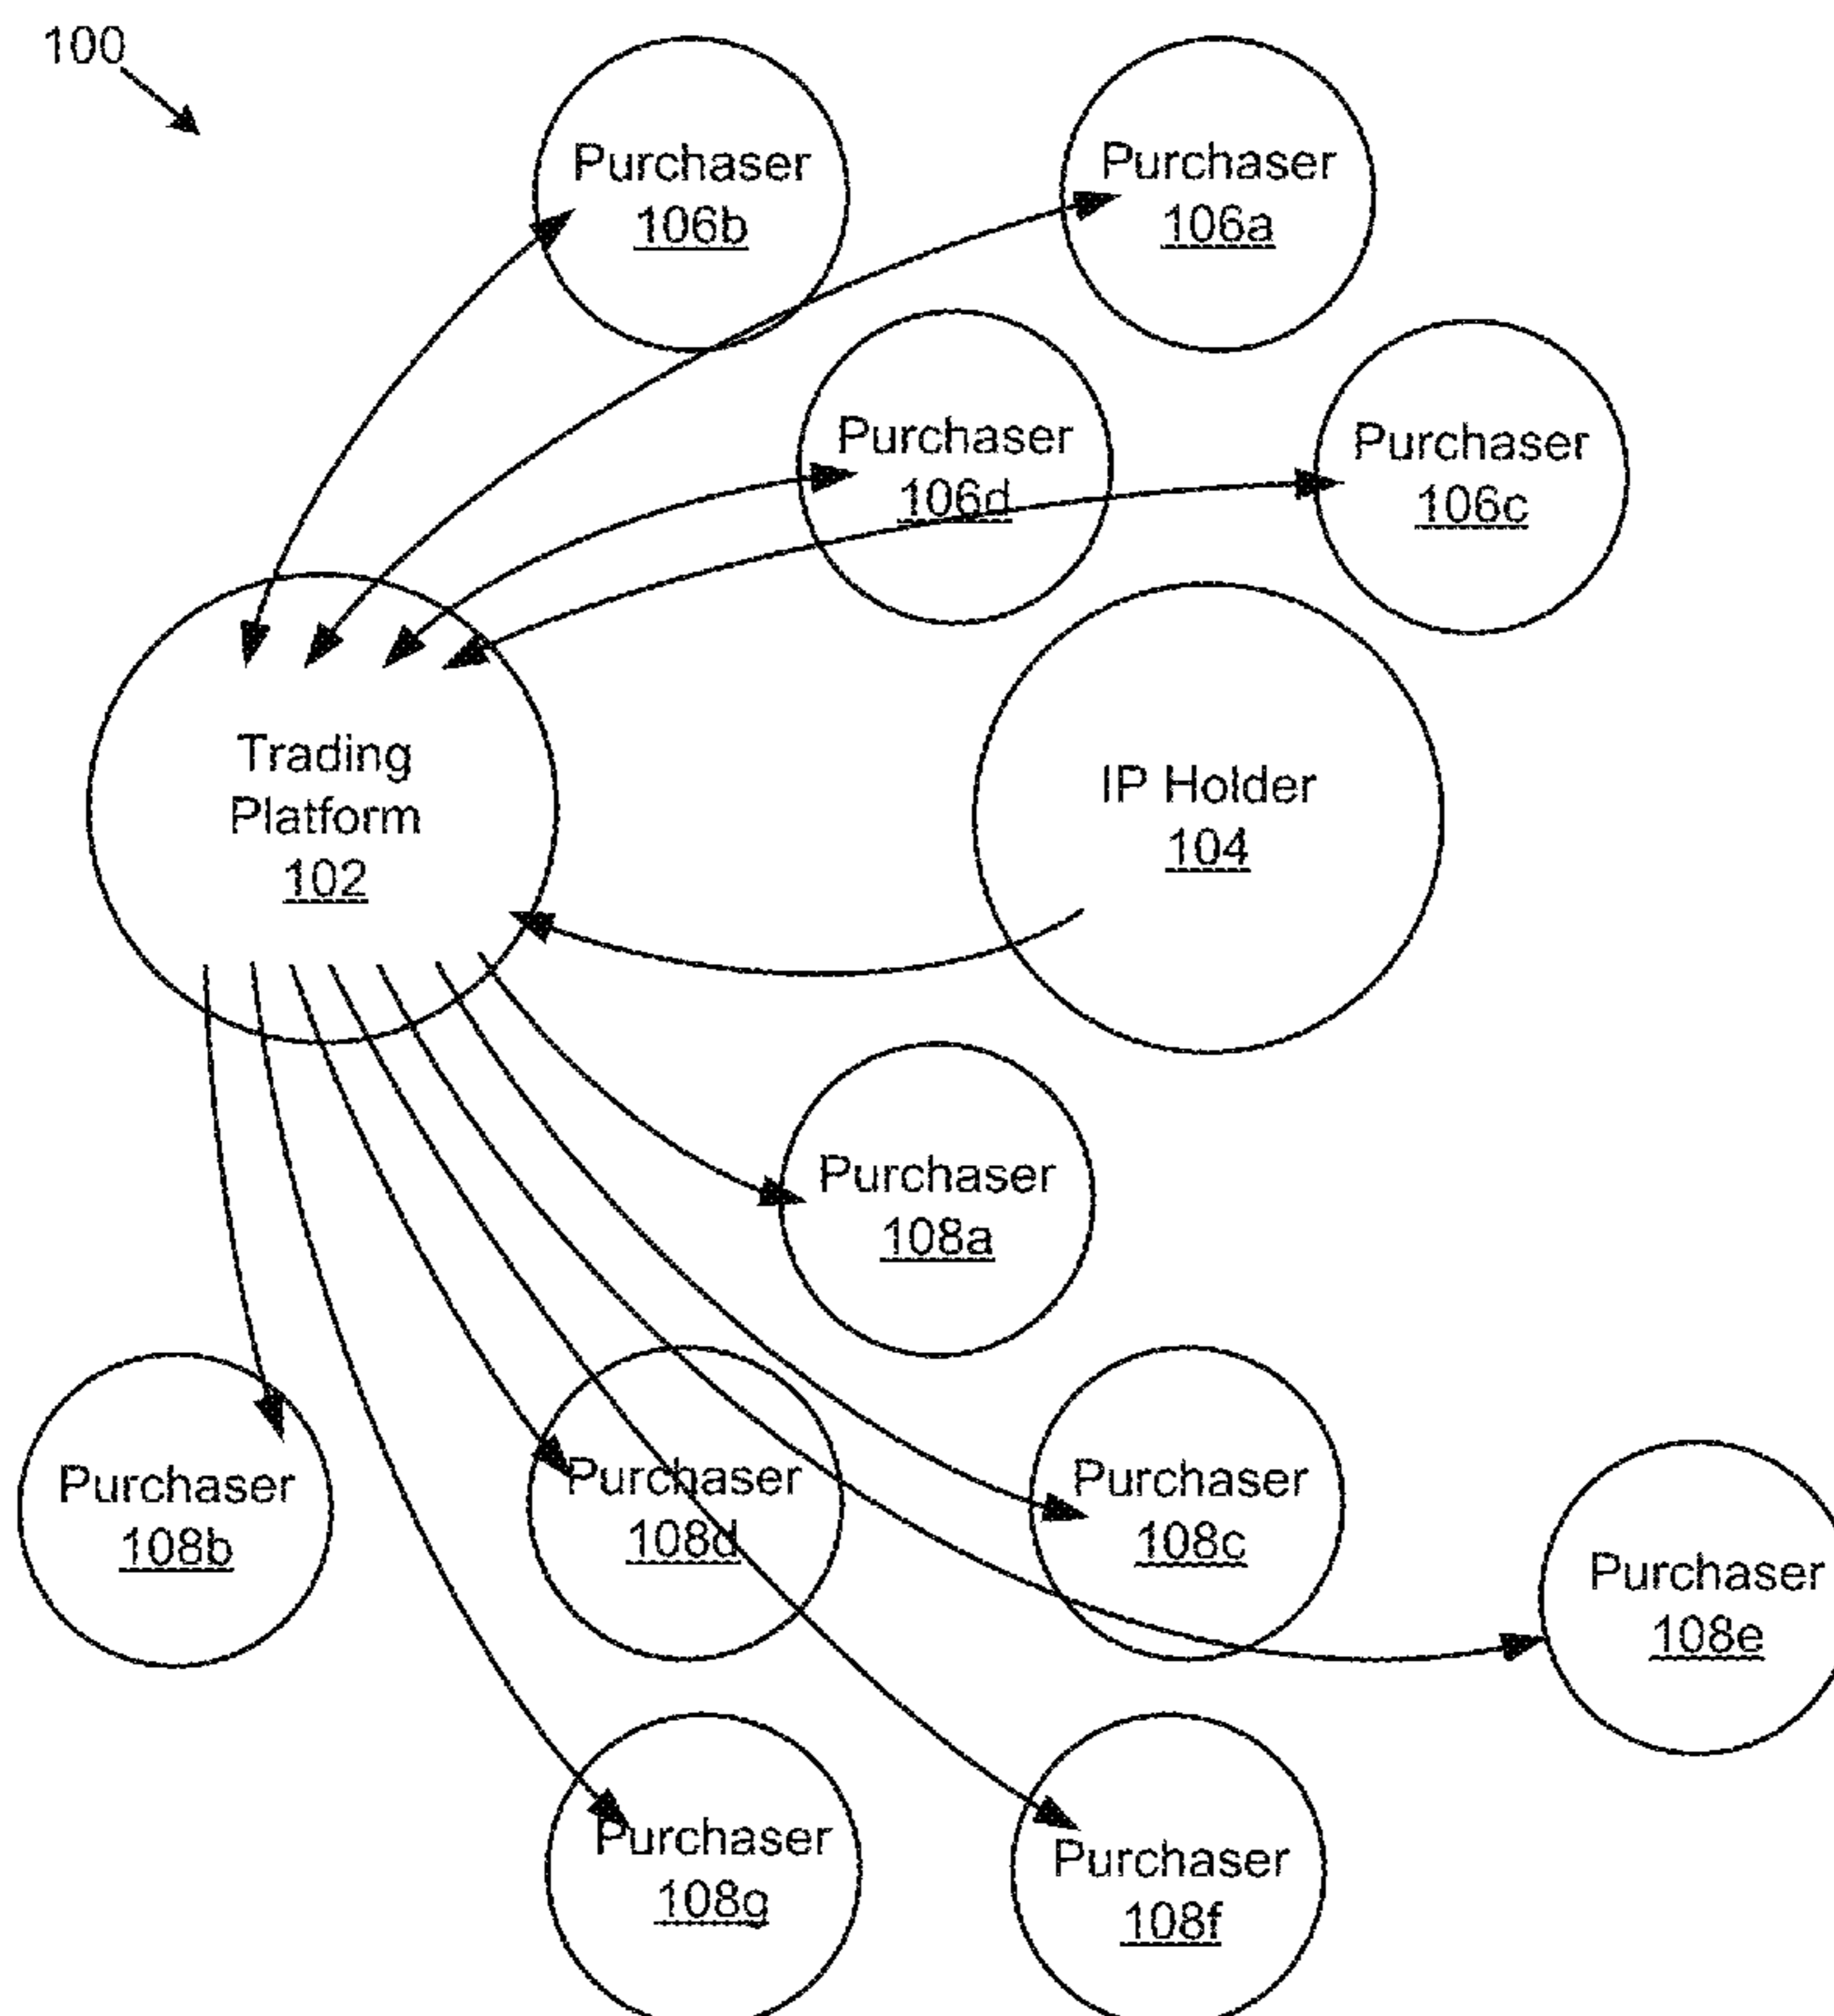 100
Purchaser
106b
Purchaser
106a
Purchaser
106d
Purchaser
106c
Trading
Platform
102
IP Holder
104
Purchaser
108a
Purchaser
108b
Purchaser
108d
Purchaser
108c
Purchaser
108e
Purchaser
108g
Purchaser
108f